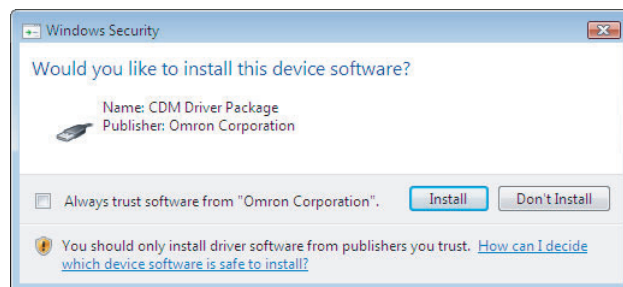 Windows Security
Would you like to install this device software?
Name: CDM Driver Package
Publisher: Omron Corporation
Always trust software from "Omron Corporation".
Install
Don't Install
You should only install driver software from publishers you trust. How can I decide
which device software is safe to install?